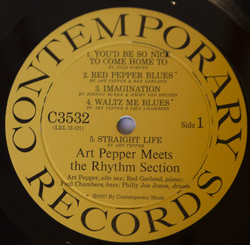 CONTEMPORARY RECORDS
1. YOU'D BE SO NICE
TO COME HOME TO
BY COLE PORTER
2. RED PEPPER BLUES
BY ART PEPPER & RED GARLAND
3. IMAGINATION
BY JOHNNY BURKE & JIMMY VAN HEUSEN
4. WALTZ ME BLUES
BY ART PEPPER & PAUL CHAMBERS
C3532
(LKL 12-121)
Side 1
5. STRAIGHT LIFE
BY ART PEPPER
Art Pepper Meets
the Rhythm Section
Art Pepper, alto sax; Red Garland, piano;
Paul Chambers, bass; Philly Joe Jones, drums
©1957 By Contemporary Music